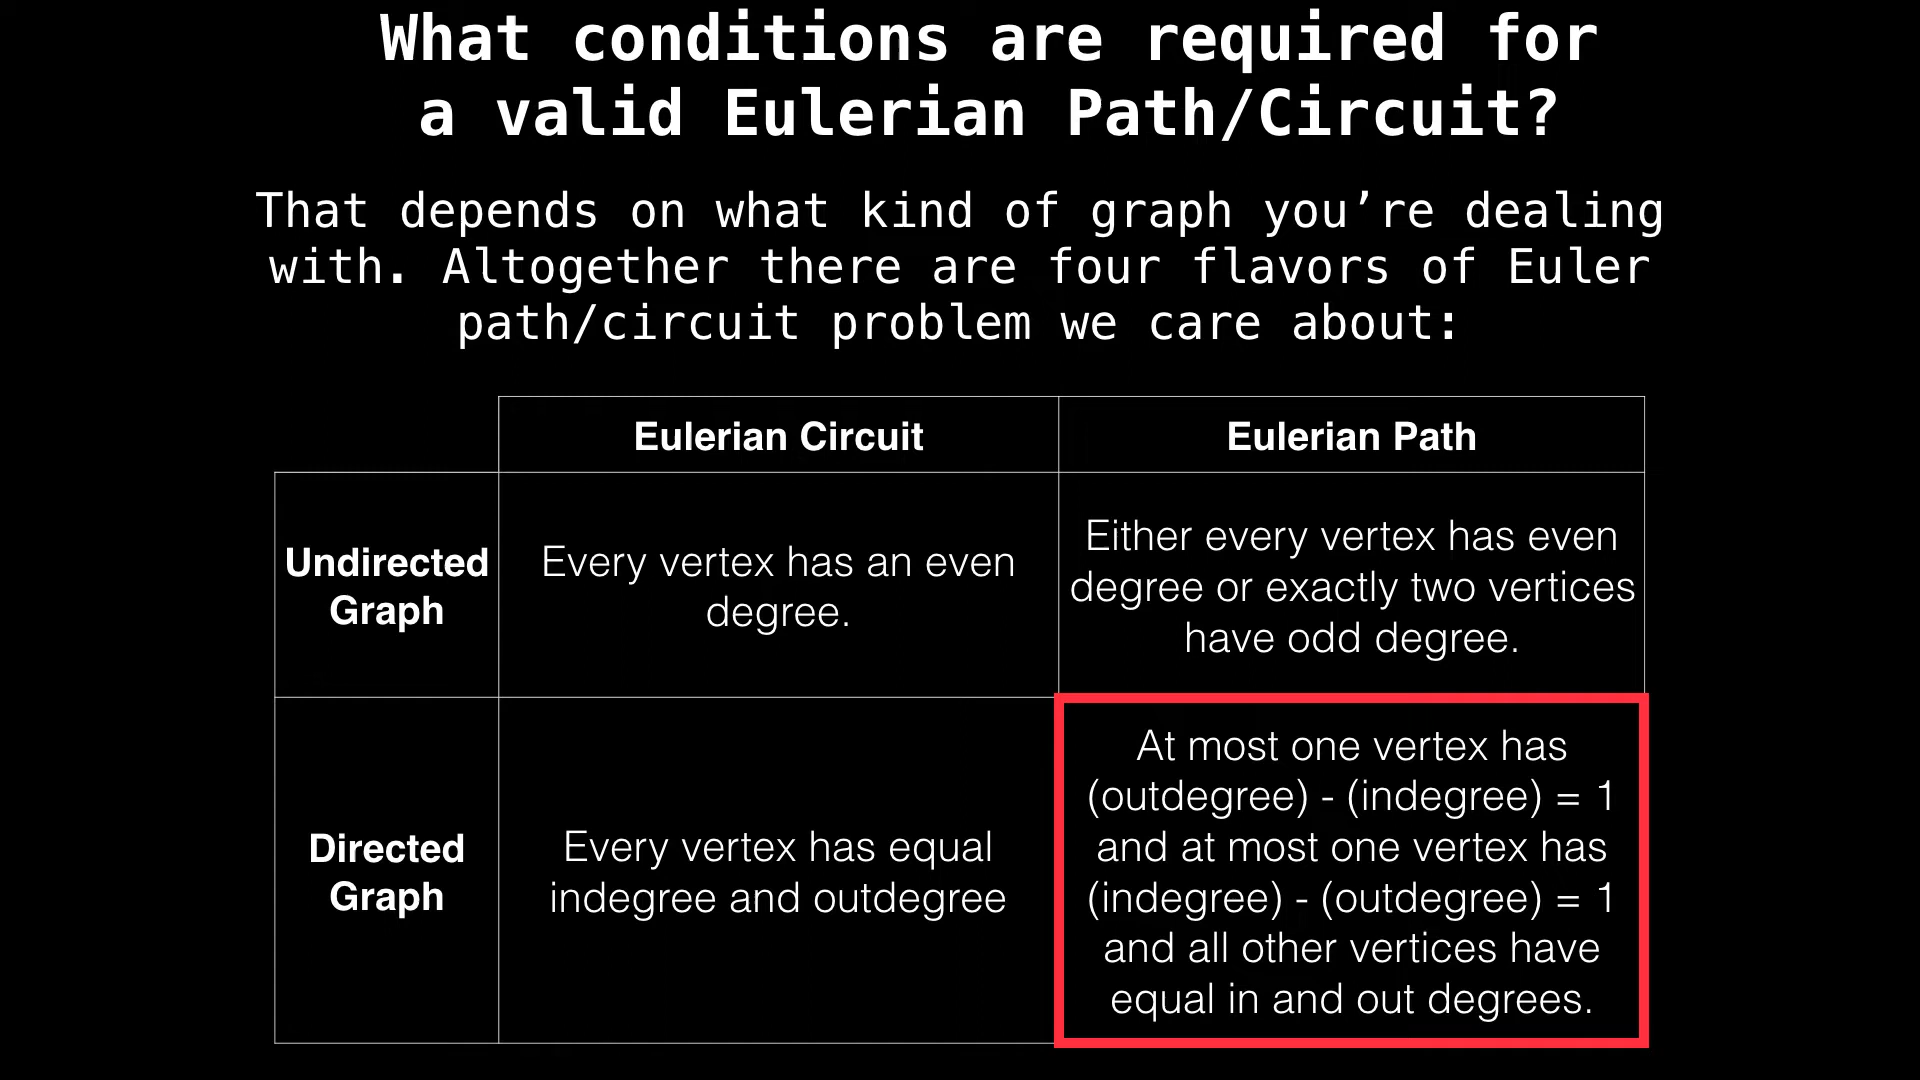 What conditions are required for
a valid Eulerian Path/Circuit?
That depends on what kind of graph you’re dealing
with. Altogether there are four flavors of Euler
path/circuit problem we care about:
Eulerian Circuit
Eulerian Path
Undirected
Graph
Every vertex has an even
degree.
Either every vertex has even
degree or exactly two vertices
have odd degree.
Directed
Graph
Every vertex has equal
indegree and outdegree
At most one vertex has
(outdegree) - (indegree) = 1
and at most one vertex has
(indegree) - (outdegree) = 1
and all other vertices have
equal in and out degrees.